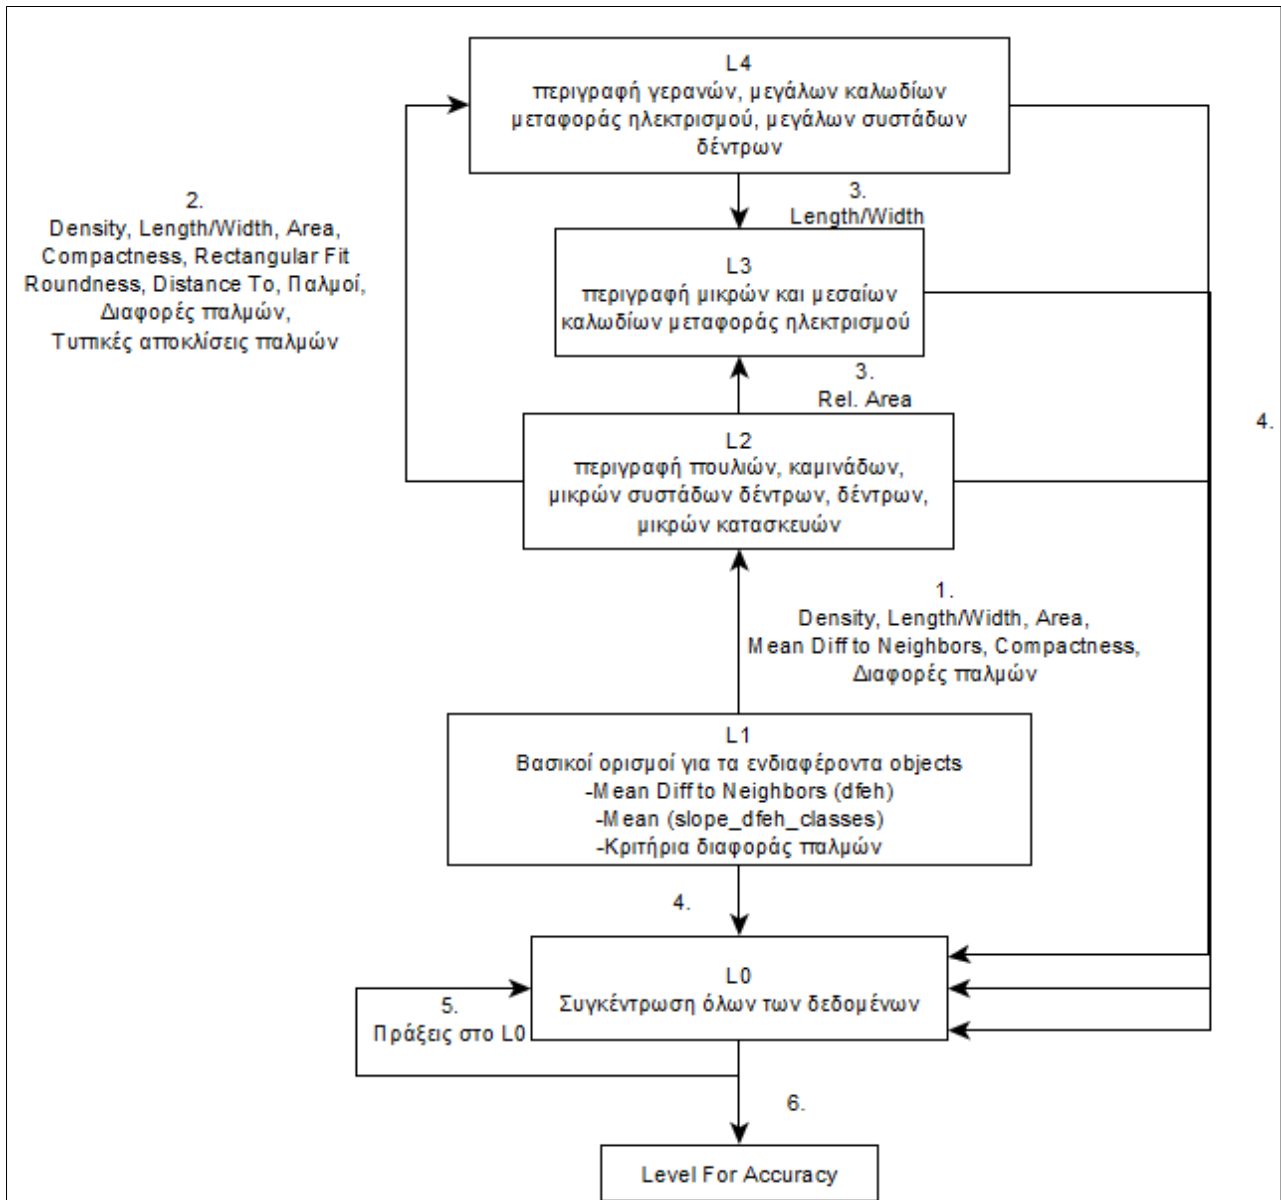 L4
περιγραφή γερανών, μεγάλων καλωδίων
μεταφοράς ηλεκτρισμού, μεγάλων συστάδων
δέντρων
2.
Density, Length/Width, Area,
Compactness, Rectangular Fit
Roundness, Distance To, Παλμοί,
Διαφορές παλμών,
Τυπικές αποκλίσεις παλμών
3.
Length/Width
L3
περιγραφή μικρών και μεσαίων
καλωδίων μεταφοράς ηλεκτρισμού
3.
Rel. Area
4.
L2
περιγραφή πουλιών, καμινάδων,
μικρών συστάδων δέντρων, δέντρων,
μικρών κατασκευών
1.
Density, Length/Width, Area,
Mean Diff to Neighbors, Compactness,
Διαφορές παλμών
L1
Βασικοί ορισμοί για τα ενδιαφέροντα objects
-Mean Diff to Neighbors (dfeh)
-Mean (slope_dfeh_classes)
-Κριτήρια διαφοράς παλμών
4.
L0
Συγκέντρωση όλων των δεδομένων
5.
Πράξεις στο L0
6.
Level For Accuracy